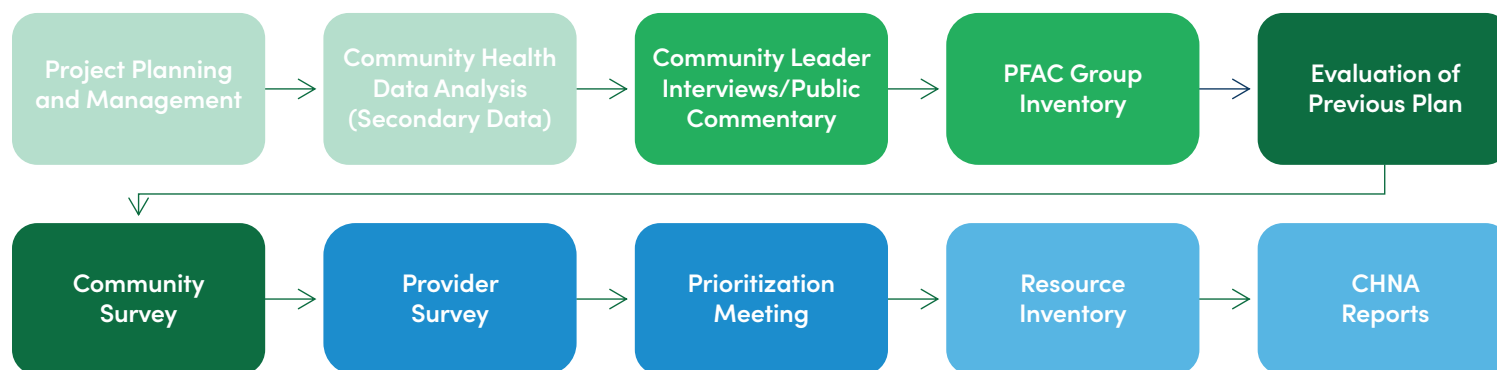 Project Planning
and Management
Community Health
Data Analysis
(Secondary Data)
Community Leader
Interviews/Public
Commentary
PFAC Group
Inventory
Evaluation of
Previous Plan
Community
Survey
Provider
Survey
Prioritization
Meeting
Resource
Inventory
CHNA
Reports